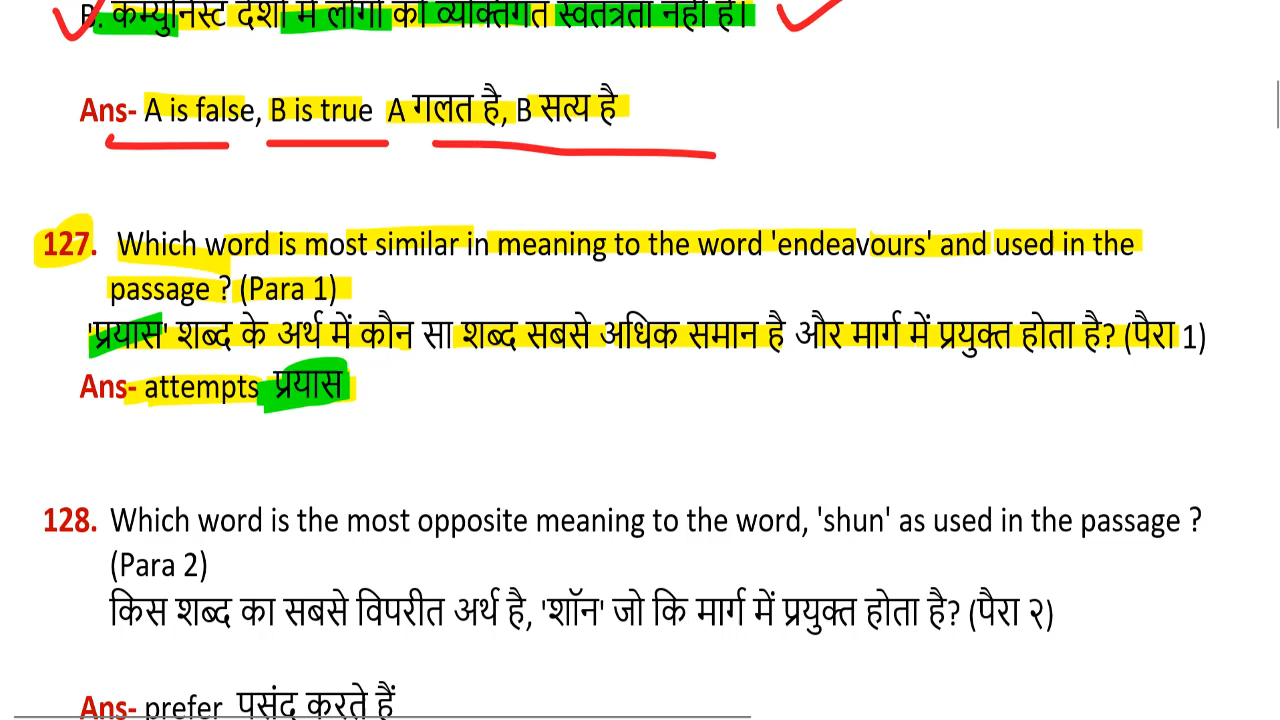 B. कम्युनिस्ट देशों में लोगों की व्यक्तिगत स्वतंत्रता नहीं है।
Ans- A is false, B is true A गलत है, B सत्य है
127. Which word is most similar in meaning to the word 'endeavours' and used in the
passage ? (Para 1)
'प्रयास' शब्द के अर्थ में कौन सा शब्द सबसे अधिक समान है और मार्ग में प्रयुक्त होता है? (पैरा 1)
Ans- attempts प्रयास
128. Which word is the most opposite meaning to the word, 'shun' as used in the passage ?
(Para 2)
किस शब्द का सबसे विपरीत अर्थ है, 'शॉन' जो कि मार्ग में प्रयुक्त होता है? (पैरा २)
Ans- prefer पसंद करते हैं